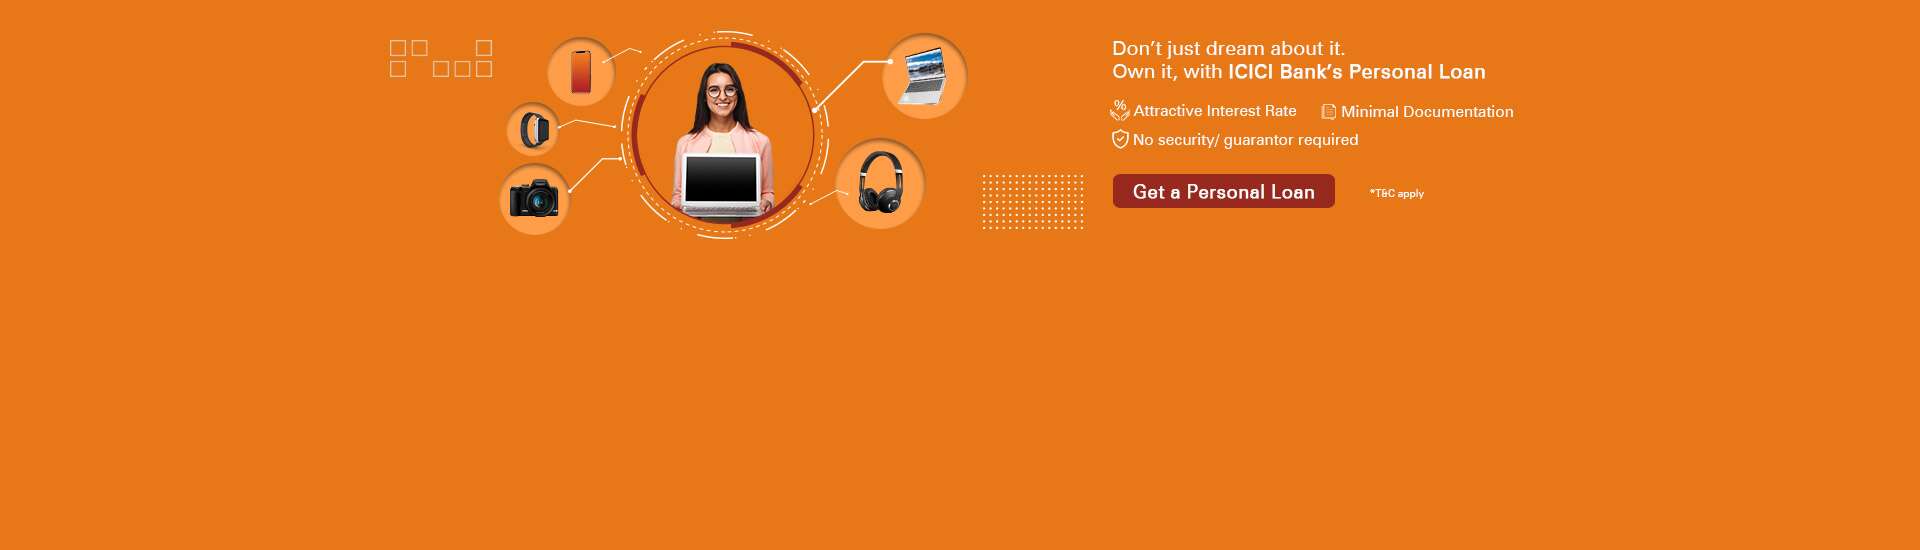 Don’t just dream about it.
Own it, with ICICI Bank’s Personal Loan
Attractive Interest Rate
Minimal Documentation
No security/ guarantor required
Get a Personal Loan
*T&C apply